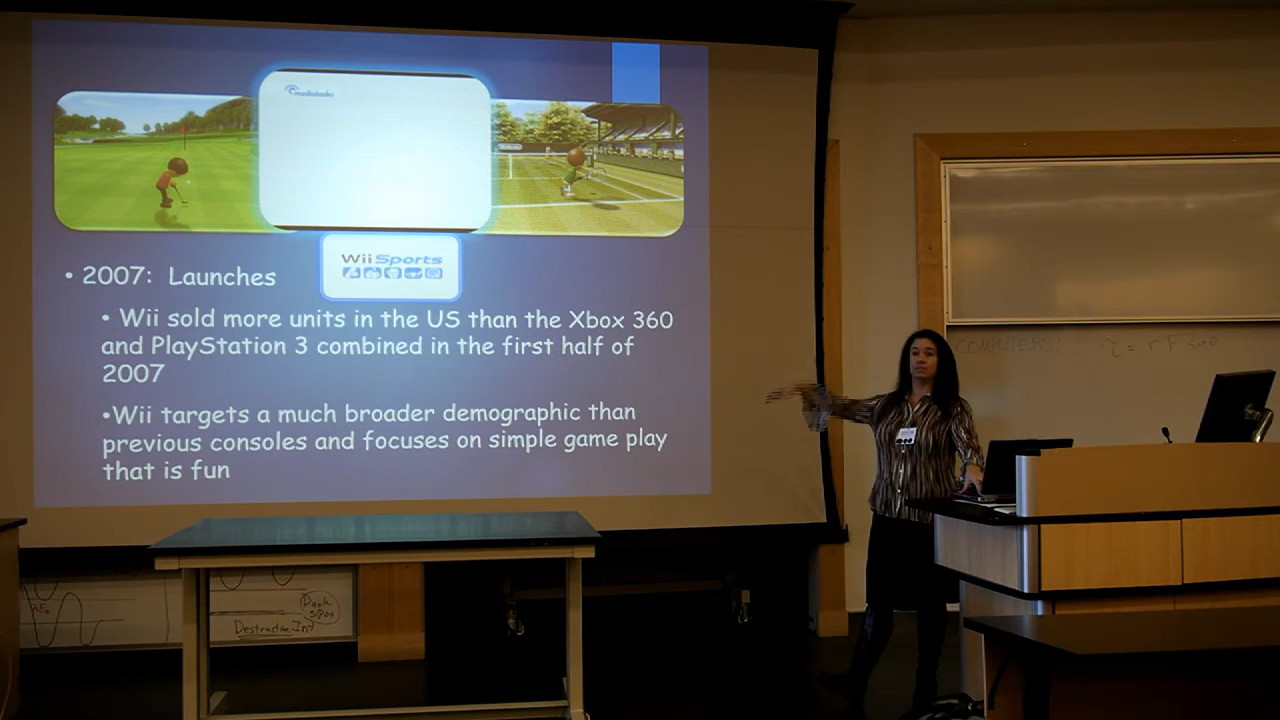 medialooks
Wii Sports
• 2007: Launches
• Wii sold more units in the US than the Xbox 360
and PlayStation 3 combined in the first half of
2007
•Wii targets a much broader demographic than
previous consoles and focuses on simple game play
that is fun
COMPUTERS!
τ = r F sinθ
Dark
spot
Destructive Int